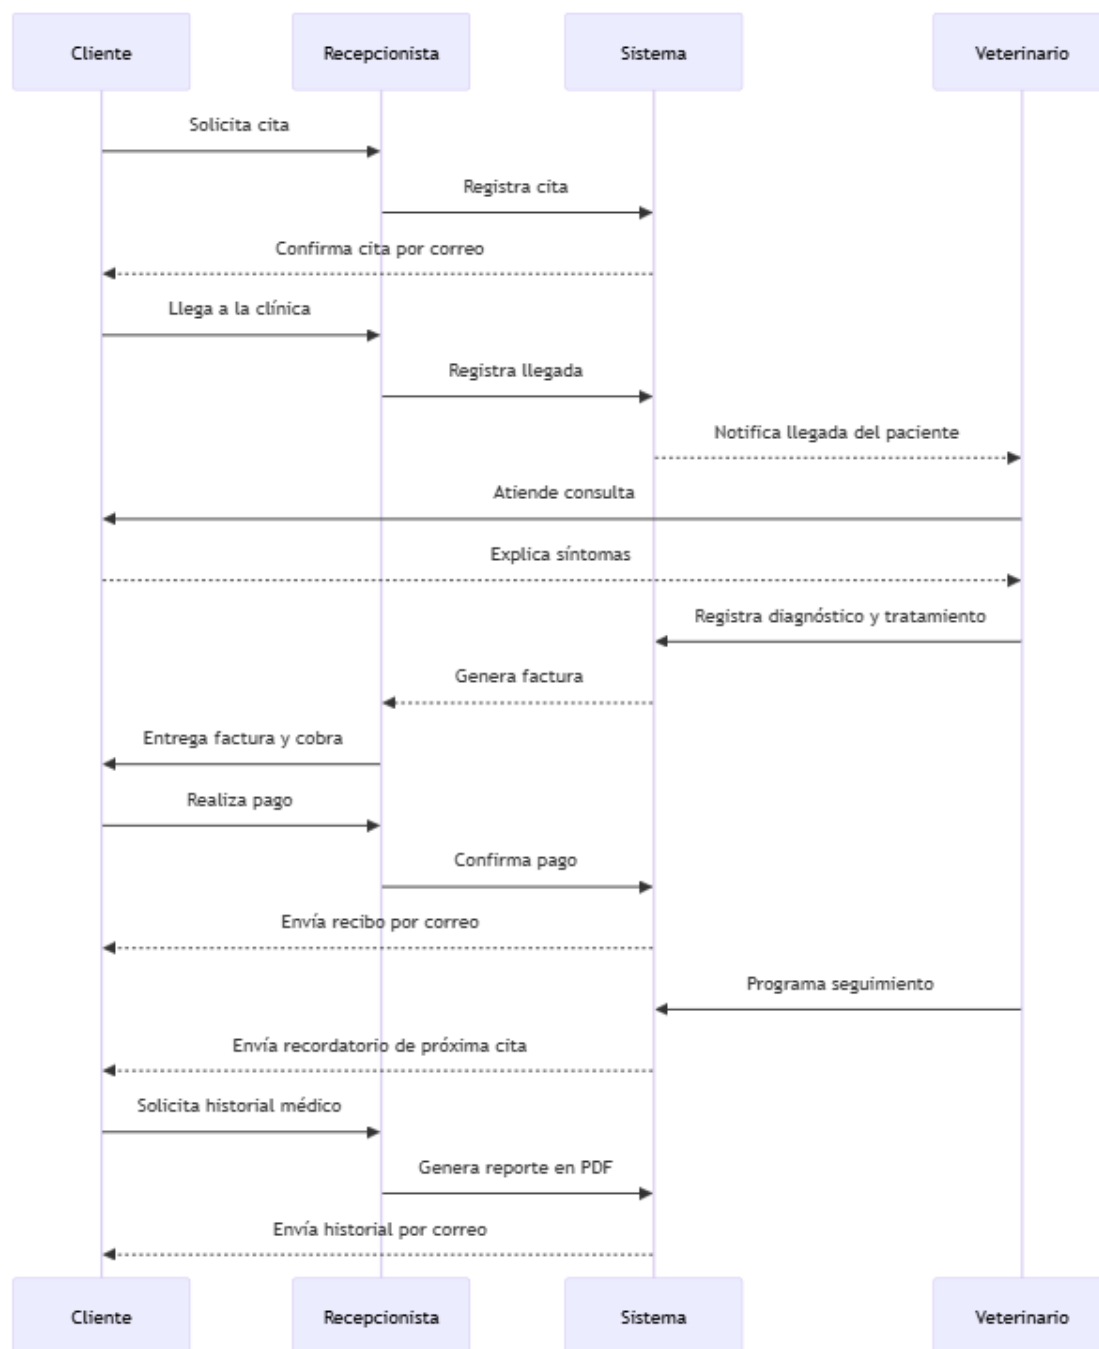 Cliente
Recepcionista
Sistema
Veterinario
Solicita cita
Registra cita
Confirma cita por correo
Llega a la clínica
Registra llegada
Notifica llegada del paciente
Atiende consulta
Explica síntomas
Registra diagnóstico y tratamiento
Genera factura
Entrega factura y cobra
Realiza pago
Confirma pago
Envía recibo por correo
Programa seguimiento
Envía recordatorio de próxima cita
Solicita historial médico
Genera reporte en PDF
Envía historial por correo
Cliente
Recepcionista
Sistema
Veterinario